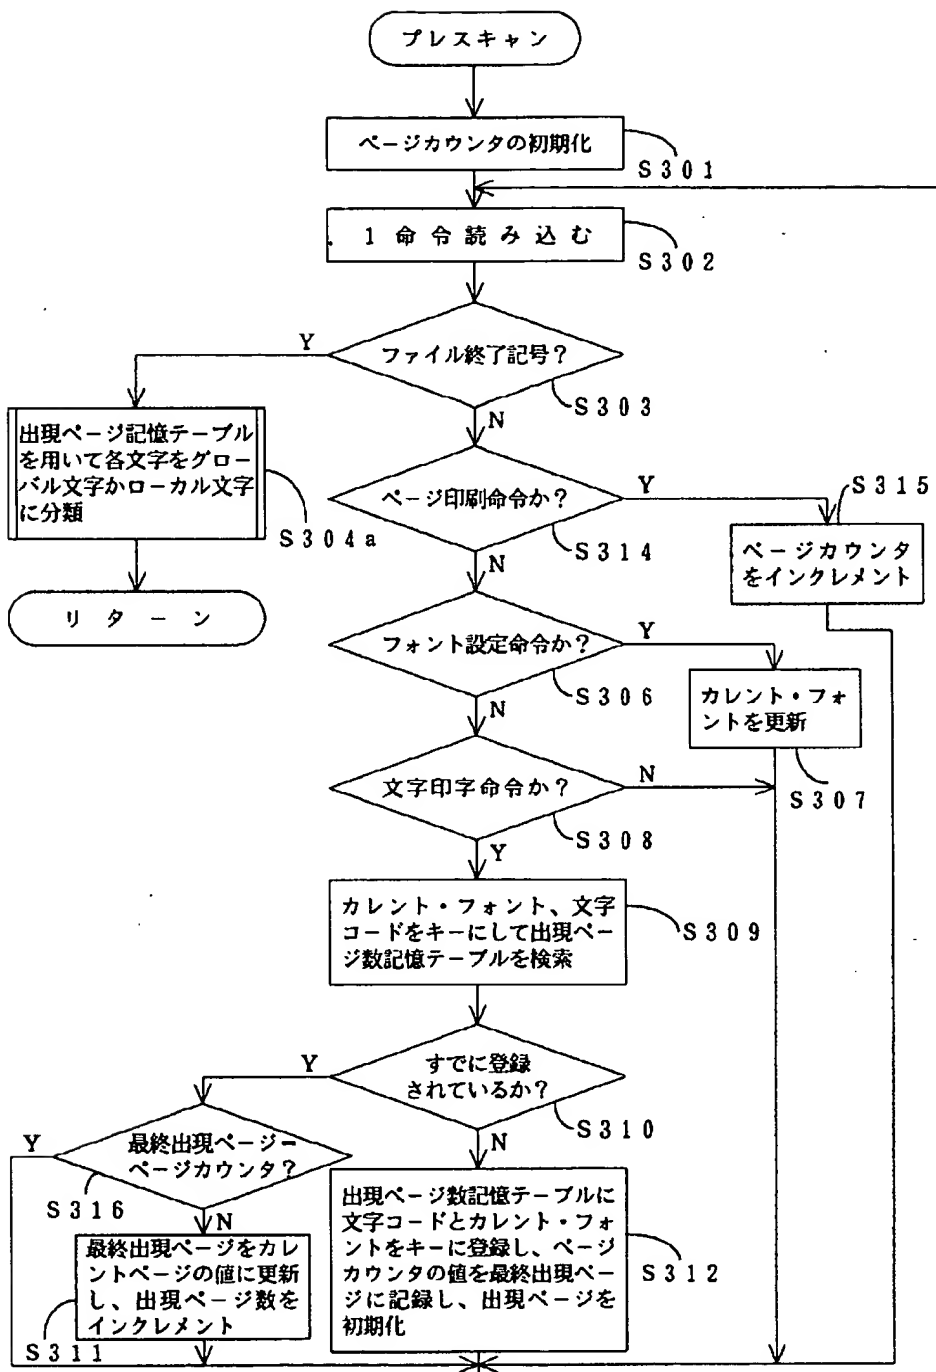 プレスキャン
ページカウンタの初期化
S301
1命令読み込む
S302
ファイル終了記号?
Y
S303
N
出現ページ記憶テーブル
を用いて各文字をグロー
バル文字かローカル文字
に分類
S304a
リターン
ページ印刷命令か?
Y
S315
S314
N
ページカウンタ
をインクレメント
フォント設定命令か?
Y
S306
N
カレント・フォ
ントを更新
S307
文字印字命令か?
N
S308
Y
カレント・フォント、文字
コードをキーにして出現ペー
ジ数記憶テーブルを検索
S309
すでに登録
されているか?
Y
S310
N
最終出現ページ=
ページカウンタ?
Y
S316
N
最終出現ページをカレ
ントページの値に更新
し、出現ページ数を
インクレメント
S311
出現ページ数記憶テーブルに
文字コードとカレント・フォ
ントをキーに登録し、ページ
カウンタの値を最終出現ペー
ジに記録し、出現ページを
初期化
S312